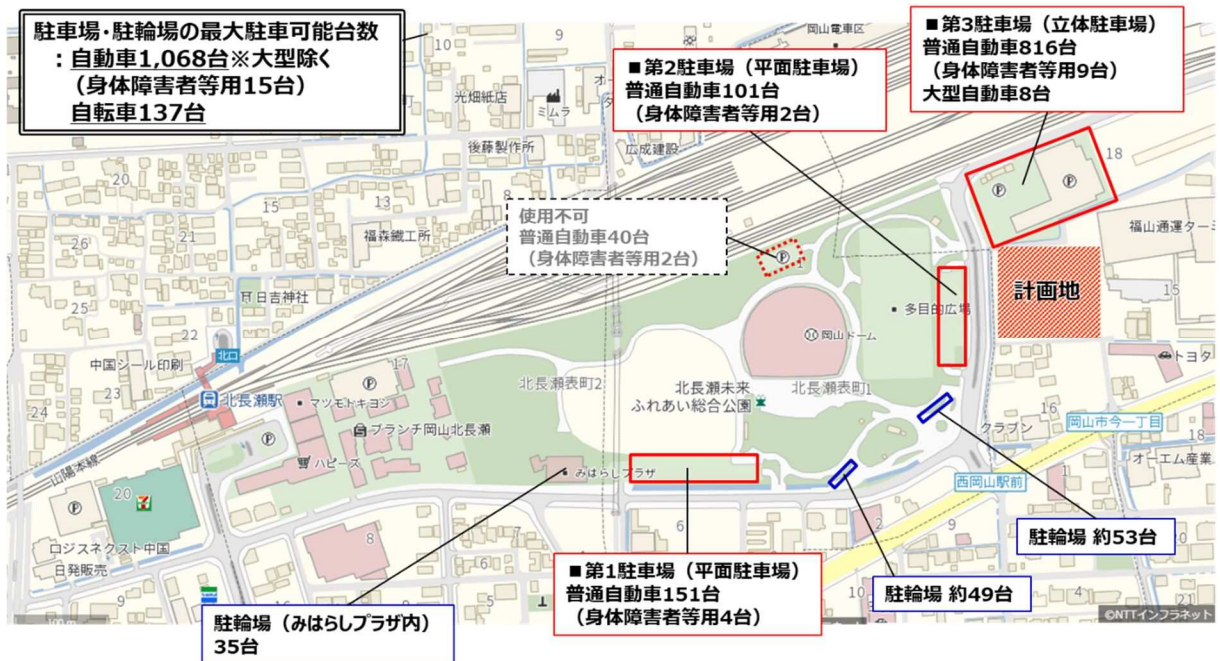 駐車場・駐輪場の最大駐車可能台数
：自動車1,068台※大型除く
（身体障害者等用15台）
自転車137台
■第2駐車場（平面駐車場）
普通自動車101台
（身体障害者等用2台）
■第3駐車場（立体駐車場）
普通自動車816台
（身体障害者等用9台）
大型自動車8台
使用不可
普通自動車40台
（身体障害者等用2台）
計画地
10
9
岡山電車区
光畑紙店
ミムラ
後藤製作所
広成建設
20
15
13
8
18
26
21
福森鐵工所
福山通運ターミ
25
日吉神社
15
多目的広場
22
岡山ドーム
中国シール印刷
北口
17
北長瀬表町2
北長瀬未来
ふれあい総合公園
北長瀬表町1
トヨタ
24
23
北長瀬駅
マツモトキヨシ
ブランチ岡山北長瀬
16
岡山市今一丁目
クラブン
18
オーエム産業
山陽本線
ハピーズ
みはらしプラザ
西岡山駅前
20
ロジスネクスト中国
日発販売
8
7
6
2
9
1
駐輪場 約53台
■第1駐車場（平面駐車場）
普通自動車151台
（身体障害者等用4台）
駐輪場 約49台
駐輪場（みはらしプラザ内）
35台
9
6
5
4
©NTTインフラネット